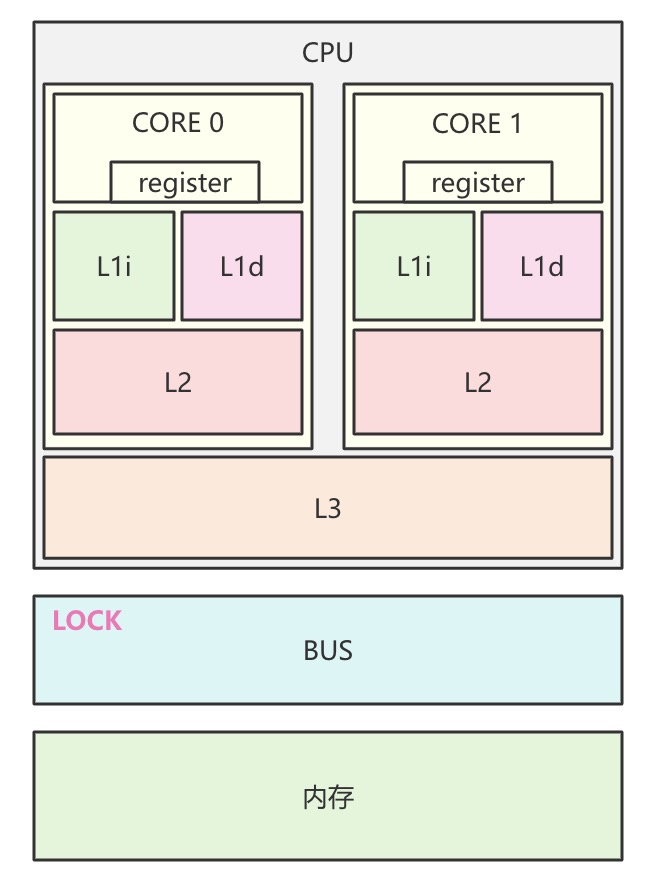 CPU
CORE 0
register
L1i
L1d
L2
CORE 1
register
L1i
L1d
L2
L3
LOCK
BUS
内存